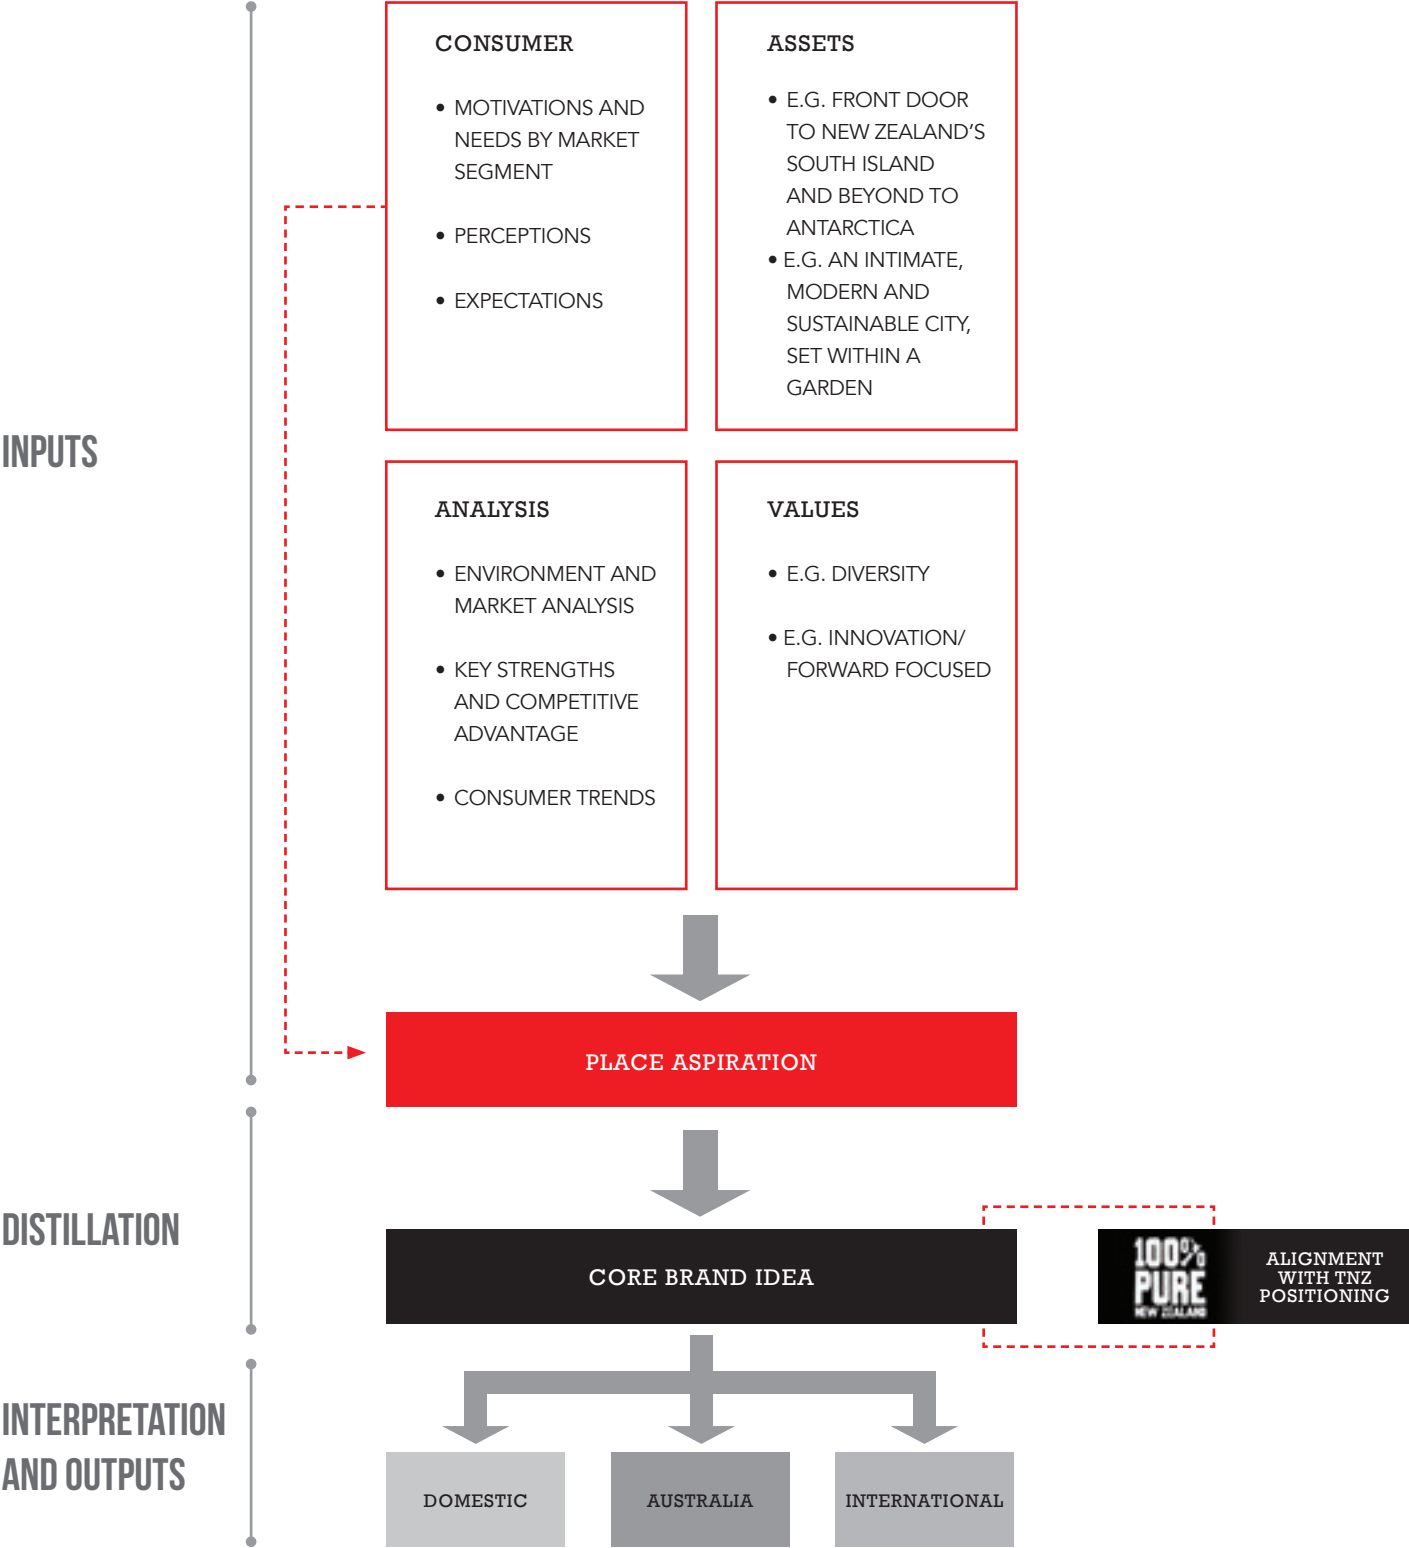 CONSUMER
• MOTIVATIONS AND
NEEDS BY MARKET
SEGMENT
• PERCEPTIONS
• EXPECTATIONS
ASSETS
• E.G. FRONT DOOR
TO NEW ZEALAND’S
SOUTH ISLAND
AND BEYOND TO
ANTARCTICA
• E.G. AN INTIMATE,
MODERN AND
SUSTAINABLE CITY,
SET WITHIN A
GARDEN
INPUTS
ANALYSIS
• ENVIRONMENT AND
MARKET ANALYSIS
• KEY STRENGTHS
AND COMPETITIVE
ADVANTAGE
• CONSUMER TRENDS
VALUES
• E.G. DIVERSITY
• E.G. INNOVATION/
FORWARD FOCUSED
PLACE ASPIRATION
DISTILLATION
CORE BRAND IDEA
100%
PURE
NEW ZEALAND
ALIGNMENT
WITH TNZ
POSITIONING
INTERPRETATION
AND OUTPUTS
DOMESTIC
AUSTRALIA
INTERNATIONAL